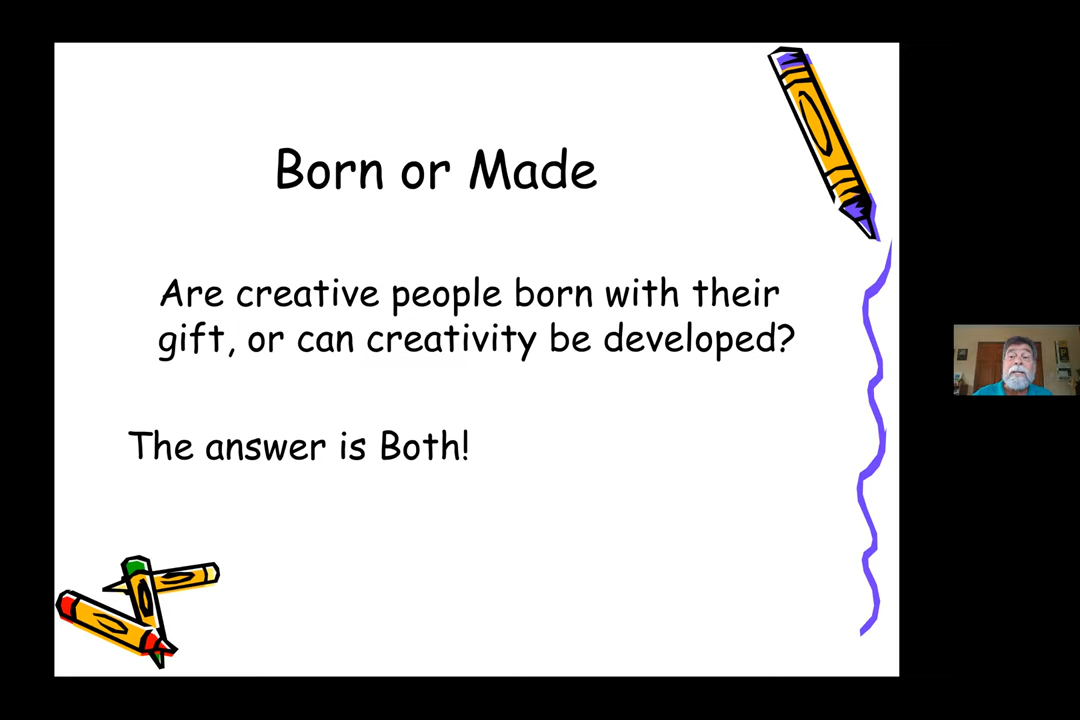 Born or Made
Are creative people born with their
gift, or can creativity be developed?
The answer is Both!